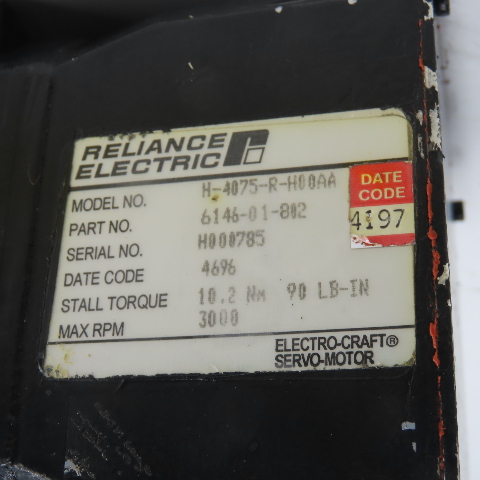 RELIANCE
ELECTRIC
MODEL NO. H-4075-R-H00AA
PART NO. 6146-01-802
SERIAL NO. H000785
DATE CODE 4696
STALL TORQUE 10.2 Nm 90 LB-IN
MAX RPM 3000
DATE
CODE
4197
ELECTRO-CRAFT®
SERVO-MOTOR